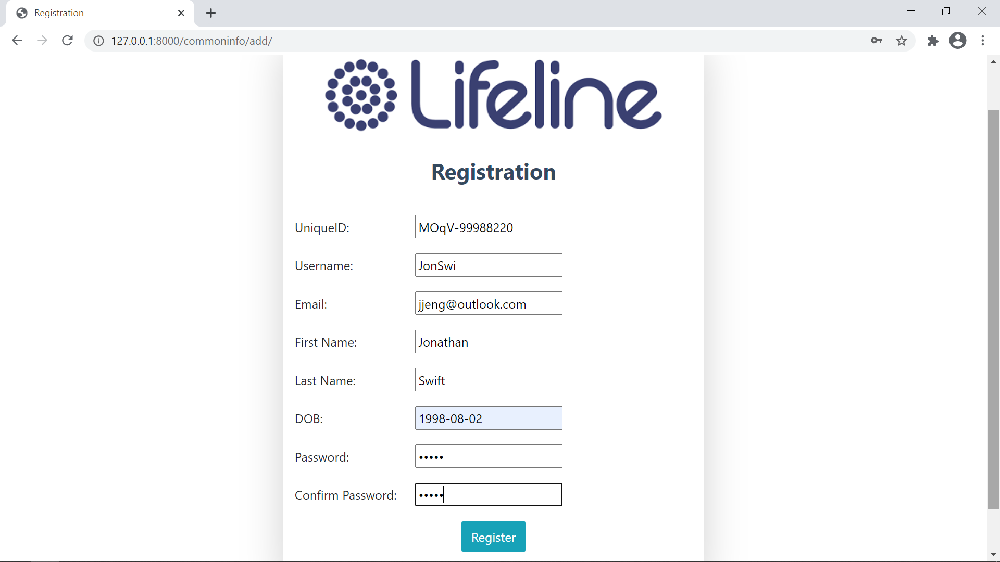 Registration
127.0.0.1:8000/commoninfo/add/
Lifeline
Registration
UniqueID: MOqV-99988220
Username: JonSwi
Email: jjeng@outlook.com
First Name: Jonathan
Last Name: Swift
DOB: 1998-08-02
Password: •••••
Confirm Password: •••••
Register